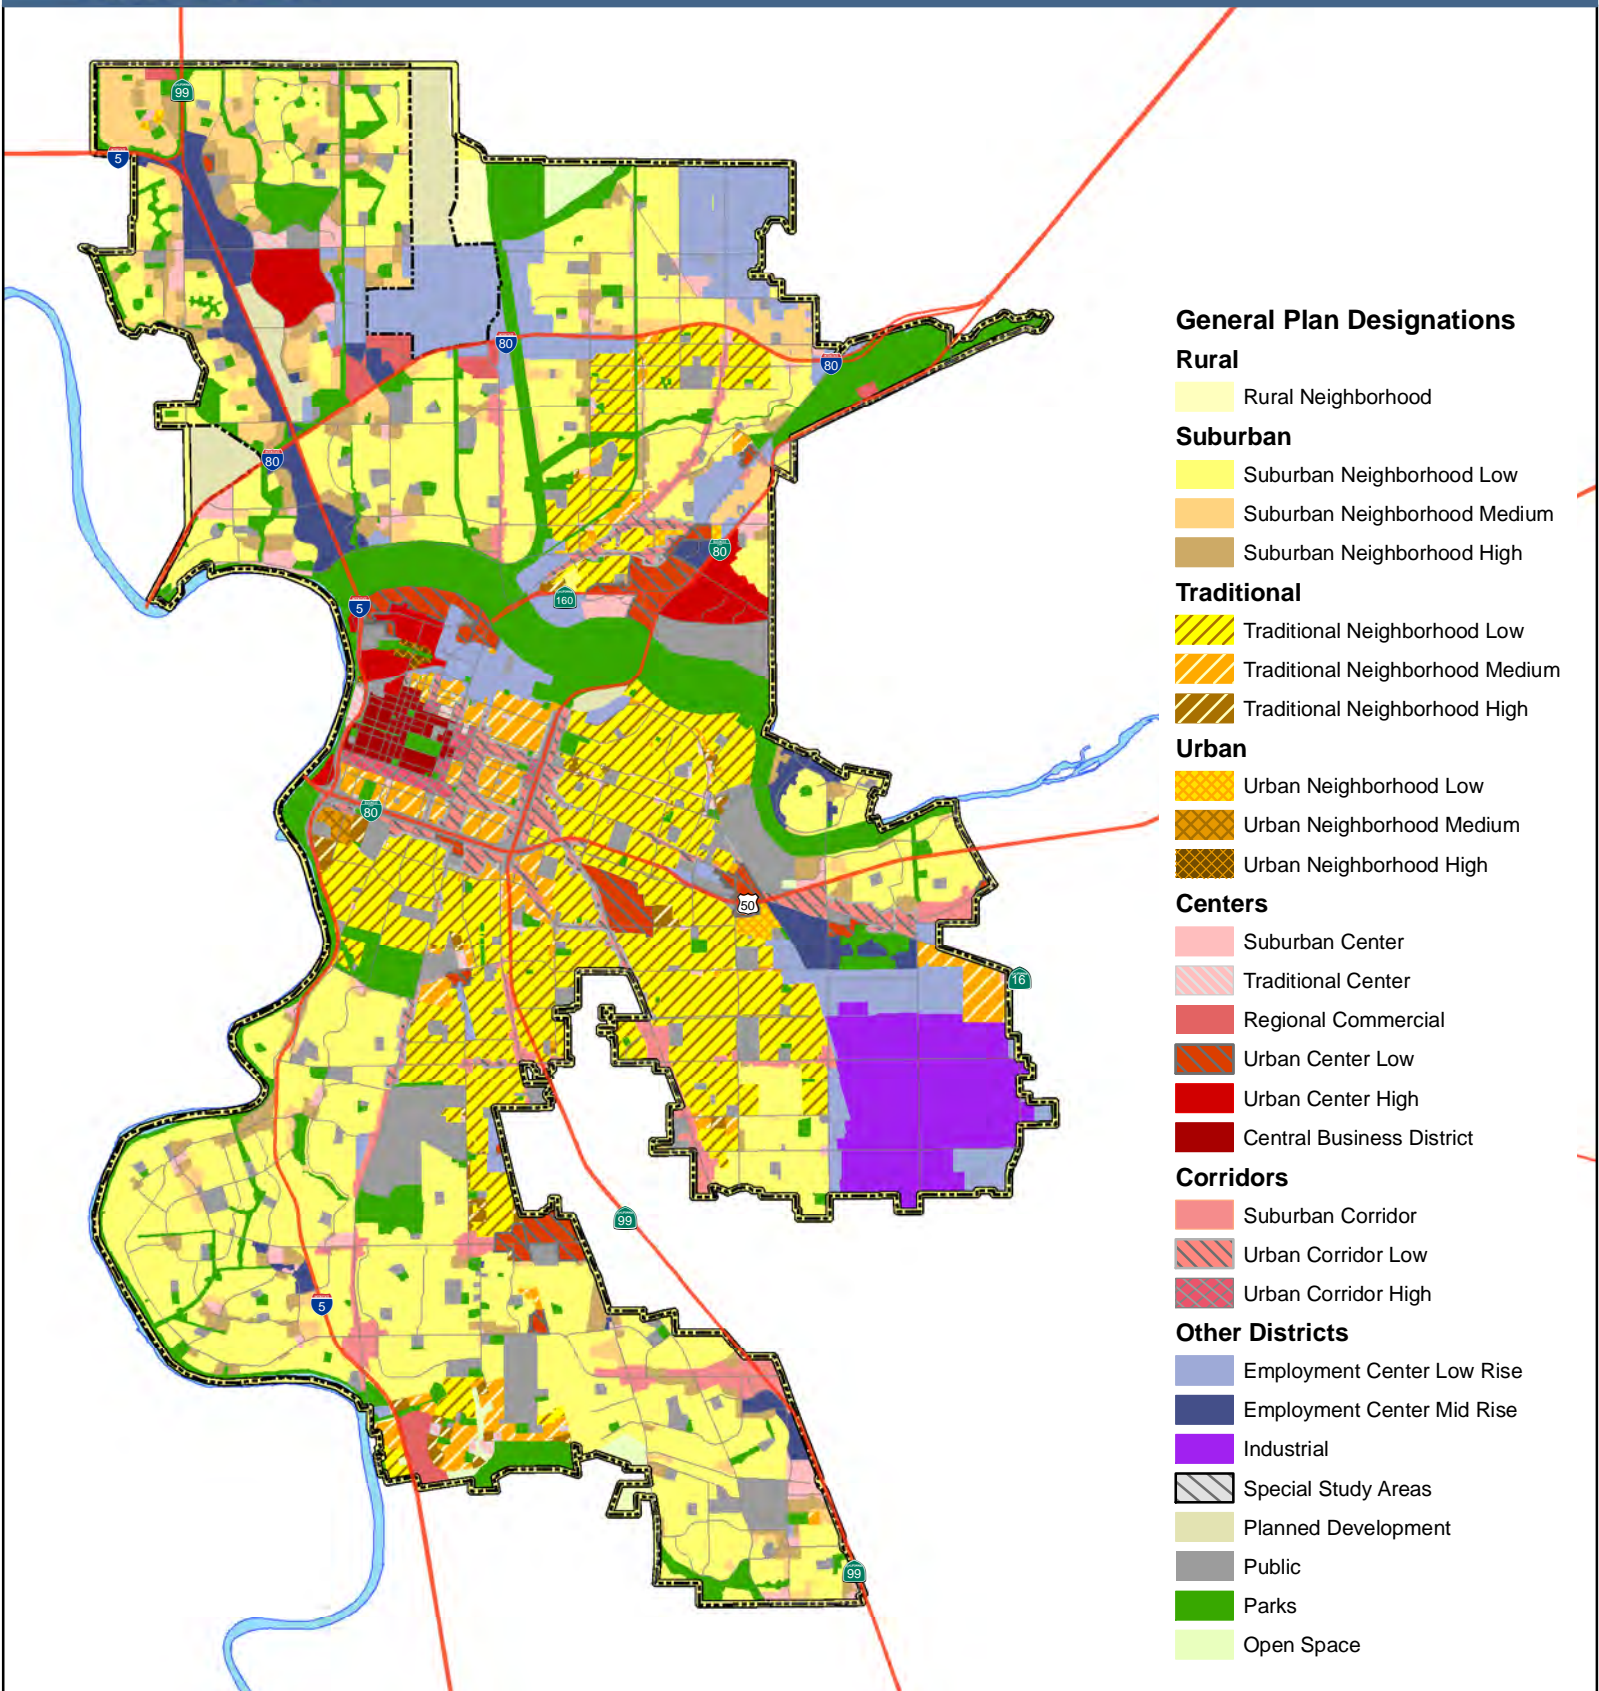 99
5
80
80
80
80
160
5
80
50
16
99
5
99
General Plan Designations
Rural
Rural Neighborhood
Suburban
Suburban Neighborhood Low
Suburban Neighborhood Medium
Suburban Neighborhood High
Traditional
Traditional Neighborhood Low
Traditional Neighborhood Medium
Traditional Neighborhood High
Urban
Urban Neighborhood Low
Urban Neighborhood Medium
Urban Neighborhood High
Centers
Suburban Center
Traditional Center
Regional Commercial
Urban Center Low
Urban Center High
Central Business District
Corridors
Suburban Corridor
Urban Corridor Low
Urban Corridor High
Other Districts
Employment Center Low Rise
Employment Center Mid Rise
Industrial
Special Study Areas
Planned Development
Public
Parks
Open Space